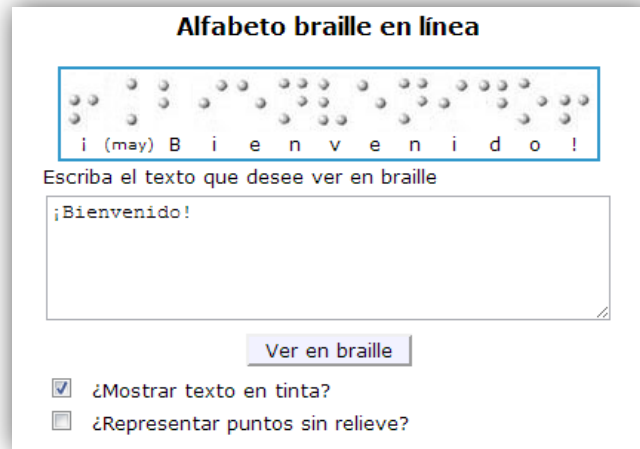 Alfabeto braille en línea
⠖⠨⠃⠊⠑⠝⠧⠑⠝⠊⠙⠕⠖
¡ (may) B i e n v e n i d o !
Escriba el texto que desee ver en braille
¡Bienvenido!
Ver en braille
¿Mostrar texto en tinta?
¿Representar puntos sin relieve?